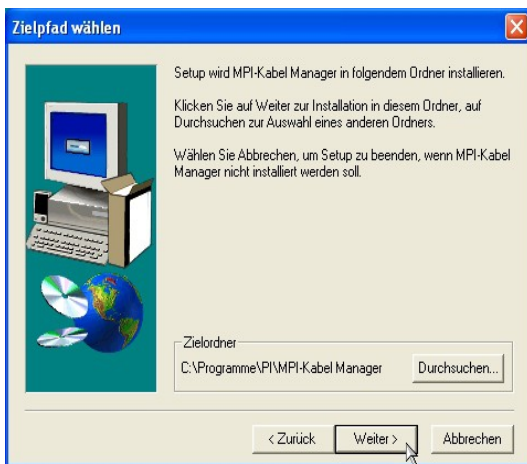 Zielpfad wählen
Setup wird MPI-Kabel Manager in folgendem Ordner installieren.
Klicken Sie auf Weiter zur Installation in diesem Ordner, auf
Durchsuchen zur Auswahl eines anderen Ordners.
Wählen Sie Abbrechen, um Setup zu beenden, wenn MPI-Kabel
Manager nicht installiert werden soll.
Zielordner
C:\Programme\PI\MPI-Kabel Manager
Durchsuchen...
< Zurück
Weiter >
Abbrechen